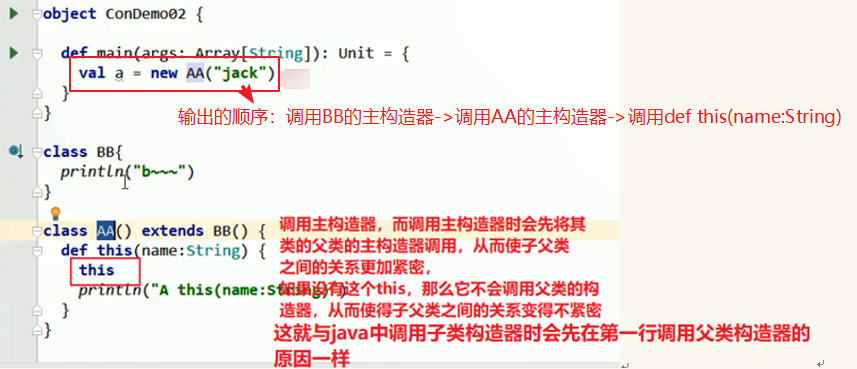 object ConDemo02 {
def main(args: Array[String]): Unit = {
val a = new AA("jack")
}
}
输出的顺序：调用BB的主构造器->调用AA的主构造器->调用def this(name:String)
class BB{
println("b~~~")
}
class AA() extends BB() {
def this(name:String) {
this
println("A this(name:String)
}
}
调用主构造器，而调用主构造器时会先将其
类的父类的主构造器调用，从而使子父类
之间的关系更加紧密，
如果没有这个this，那么它不会调用父类的构
造器，从而使得子父类之间的关系变得不紧密
这就与java中调用子类构造器时会先在第一行调用父类构造器的
原因一样